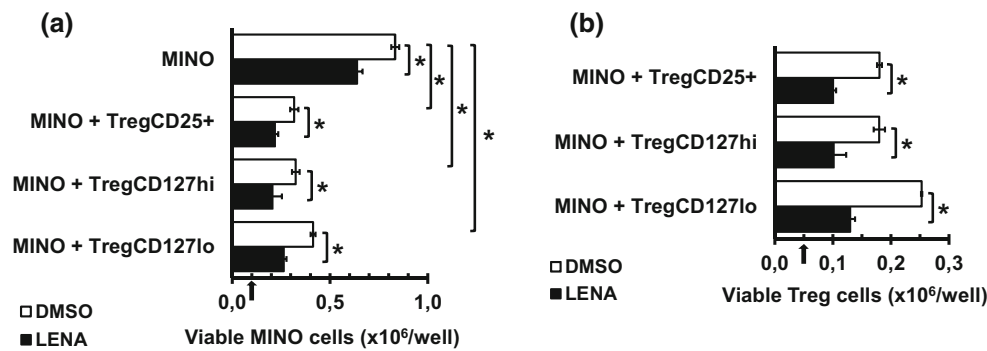 (a)
MINO
MINO + TregCD25+
MINO + TregCD127hi
MINO + TregCD127lo
*
*
*
*
*
*
*
0,0
0,5
1,0
DMSO
LENA
Viable MINO cells (x10⁶/well)
(b)
MINO + TregCD25+
MINO + TregCD127hi
MINO + TregCD127lo
*
*
*
0,0
0,1
0,2
0,3
DMSO
LENA
Viable Treg cells (x10⁶/well)